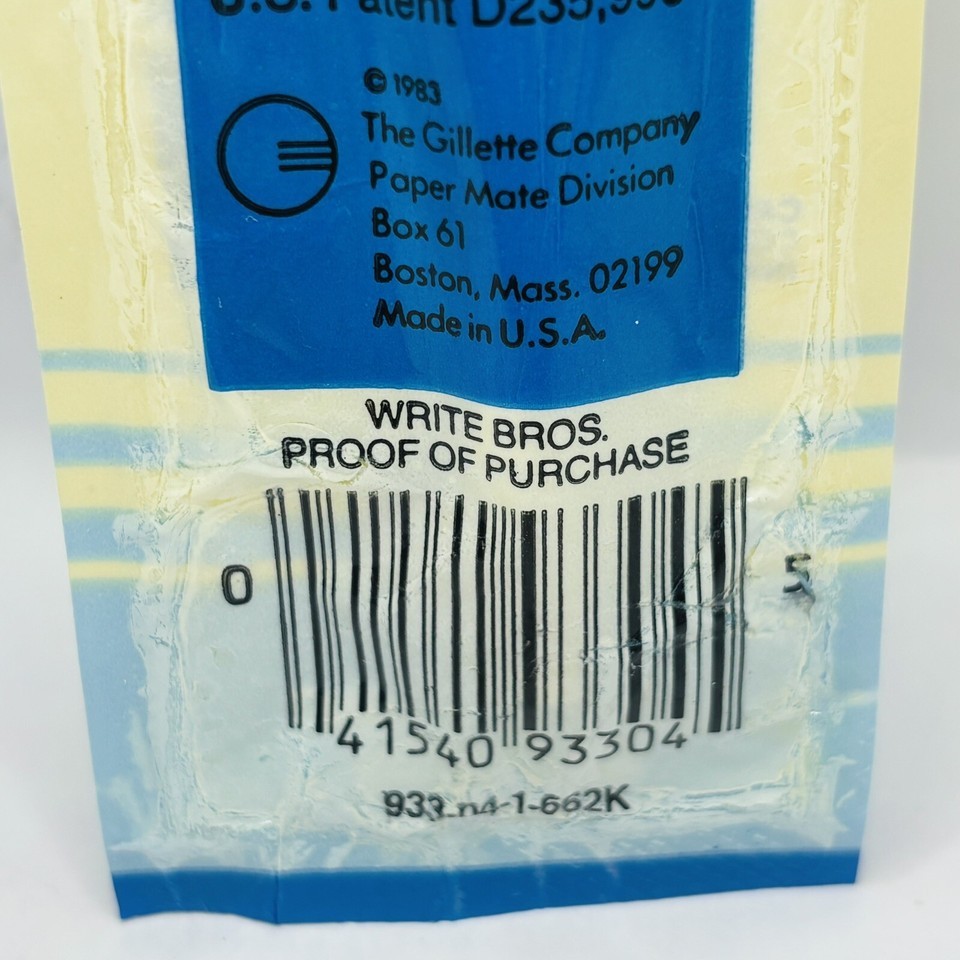 U.S. Patent
© 1983
The Gillette Company
Paper Mate Division
Box 61
Boston, Mass. 02199
Made in U.S.A.
WRITE BROS.
PROOF OF PURCHASE
0 41540 93304 5